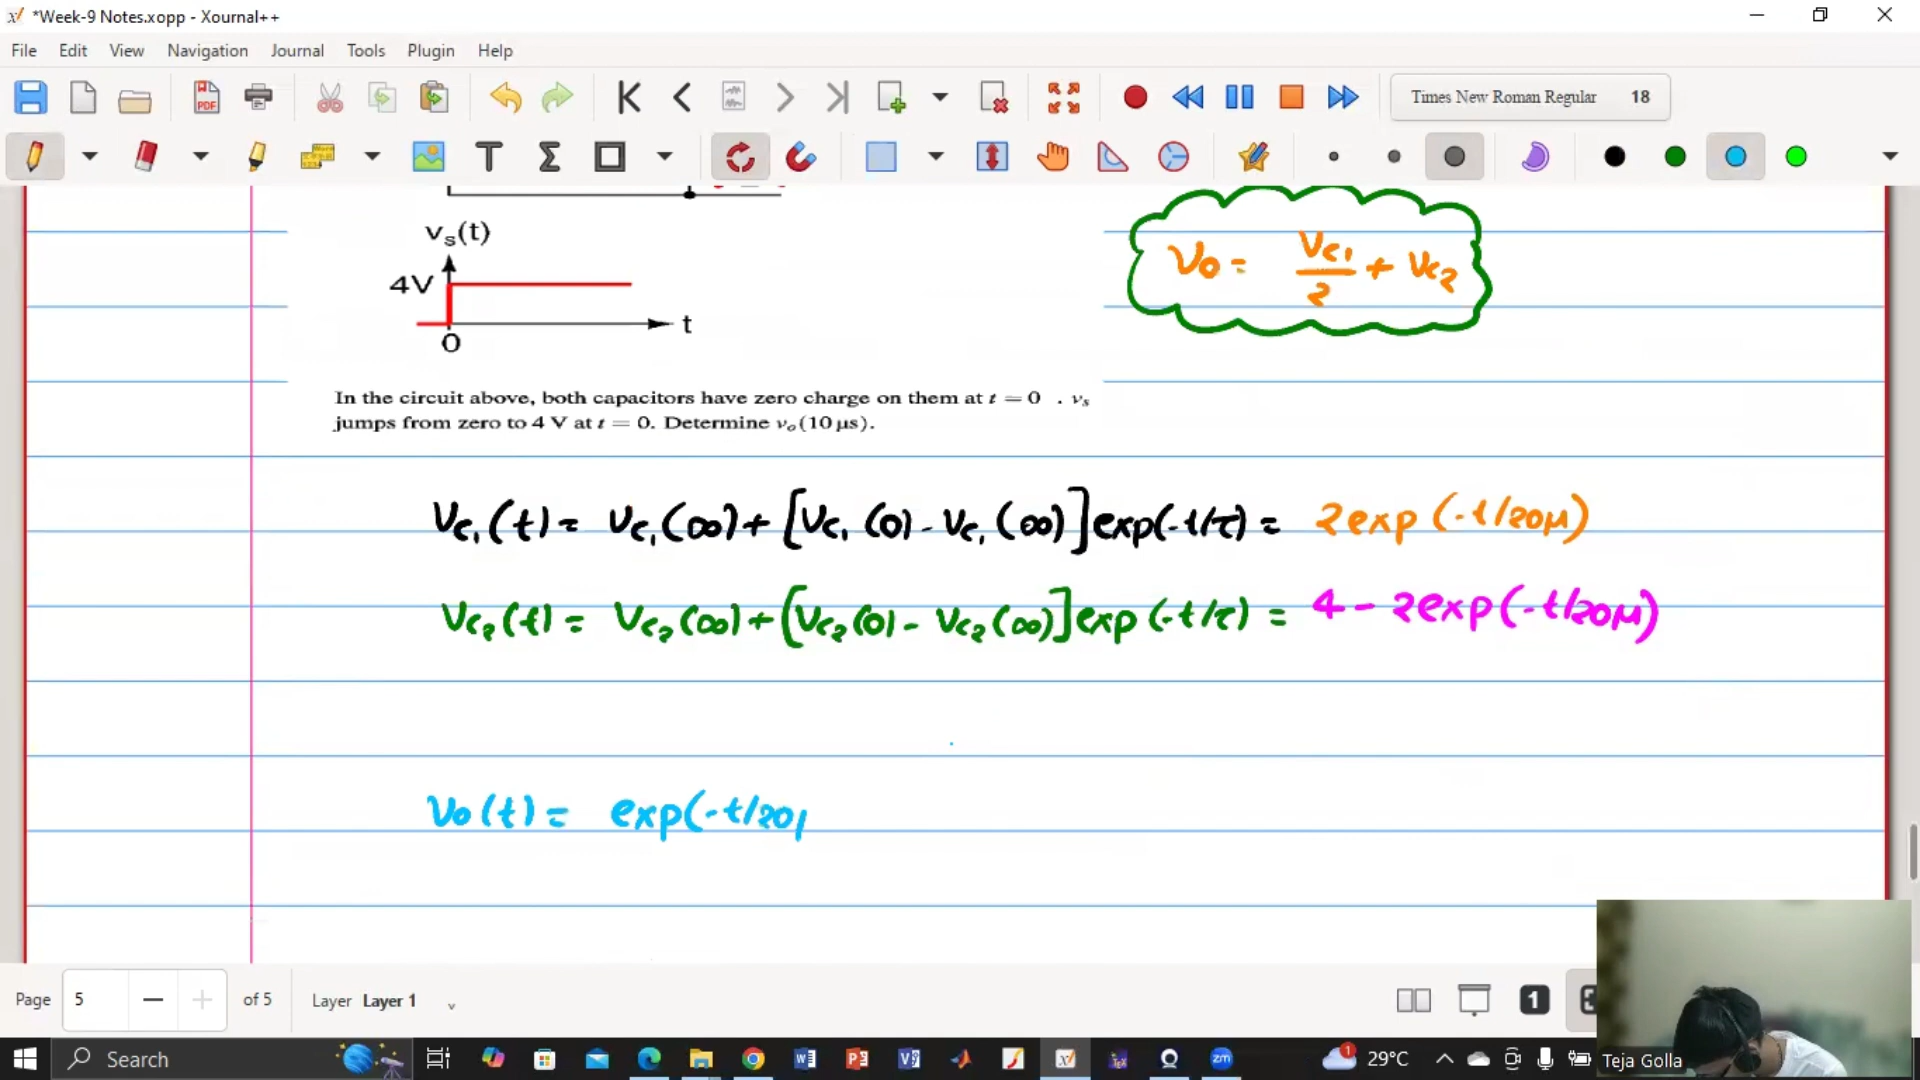 *Week-9 Notes.xopp - Xournal++
File Edit View Navigation Journal Tools Plugin Help
PDF
Times New Roman Regular 18
T Σ
vs(t)
4V
t
0
Vo = Vc1/2 + Vc2
In the circuit above, both capacitors have zero charge on them at t = 0 . vs
jumps from zero to 4 V at t = 0. Determine vo(10 μs).
Vc1(t) = Vc1(∞) + [Vc1(0) - Vc1(∞)] exp(-t/τ) = 2exp(-t/20μ)
Vc2(t) = Vc2(∞) + [Vc2(0) - Vc2(∞)] exp(-t/τ) = 4 - 2exp(-t/20μ)
Vo(t) = exp(-t/20
Page 5 of 5 Layer Layer 1
1
Search
1
29°C
Teja Golla
zm